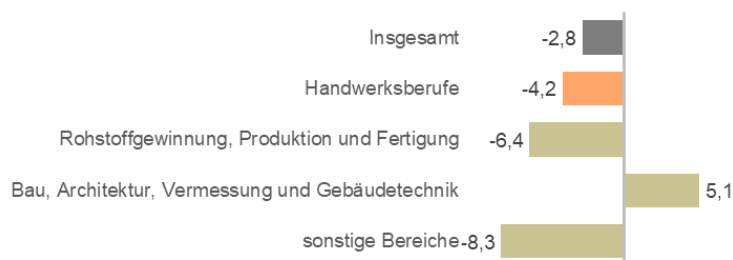 Insgesamt -2,8
Handwerksberufe -4,2
Rohstoffgewinnung, Produktion und Fertigung -6,4
Bau, Architektur, Vermessung und Gebäudetechnik 5,1
sonstige Bereiche -8,3